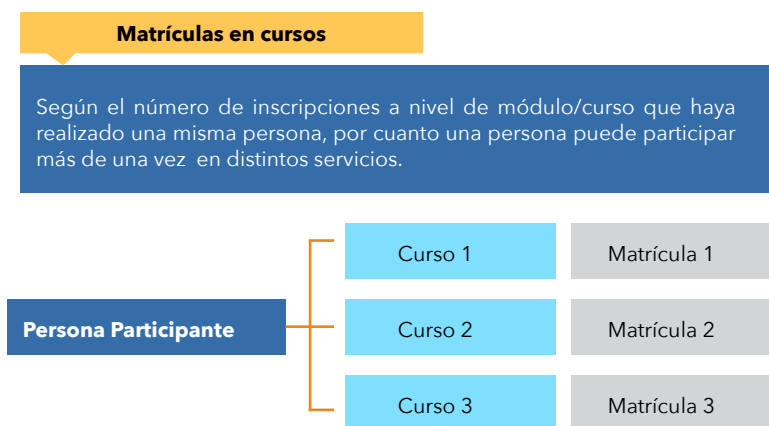 Matrículas en cursos
Según el número de inscripciones a nivel de módulo/curso que haya
realizado una misma persona, por cuanto una persona puede participar
más de una vez en distintos servicios.
Curso 1 Matrícula 1
Persona Participante Curso 2 Matrícula 2
Curso 3 Matrícula 3